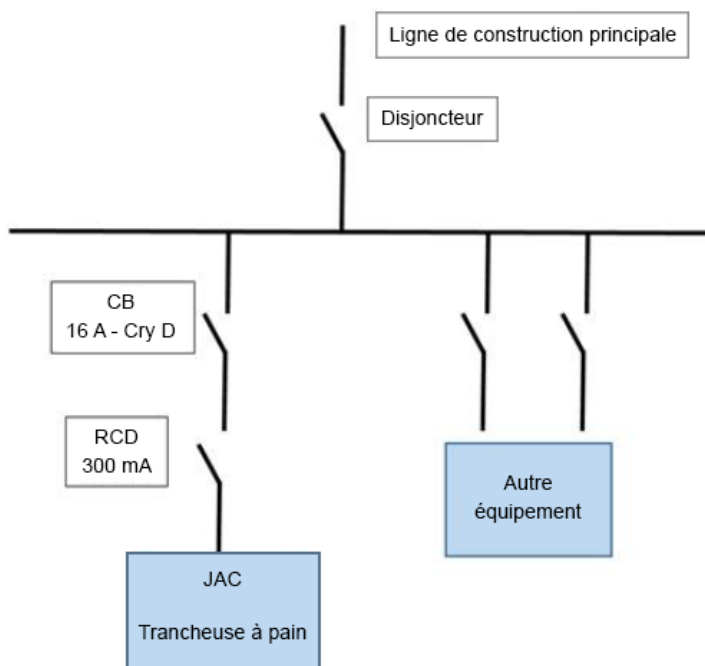 Ligne de construction principale
Disjoncteur
CB
16 A - Cry D
RCD
300 mA
Autre
équipement
JAC
Trancheuse à pain